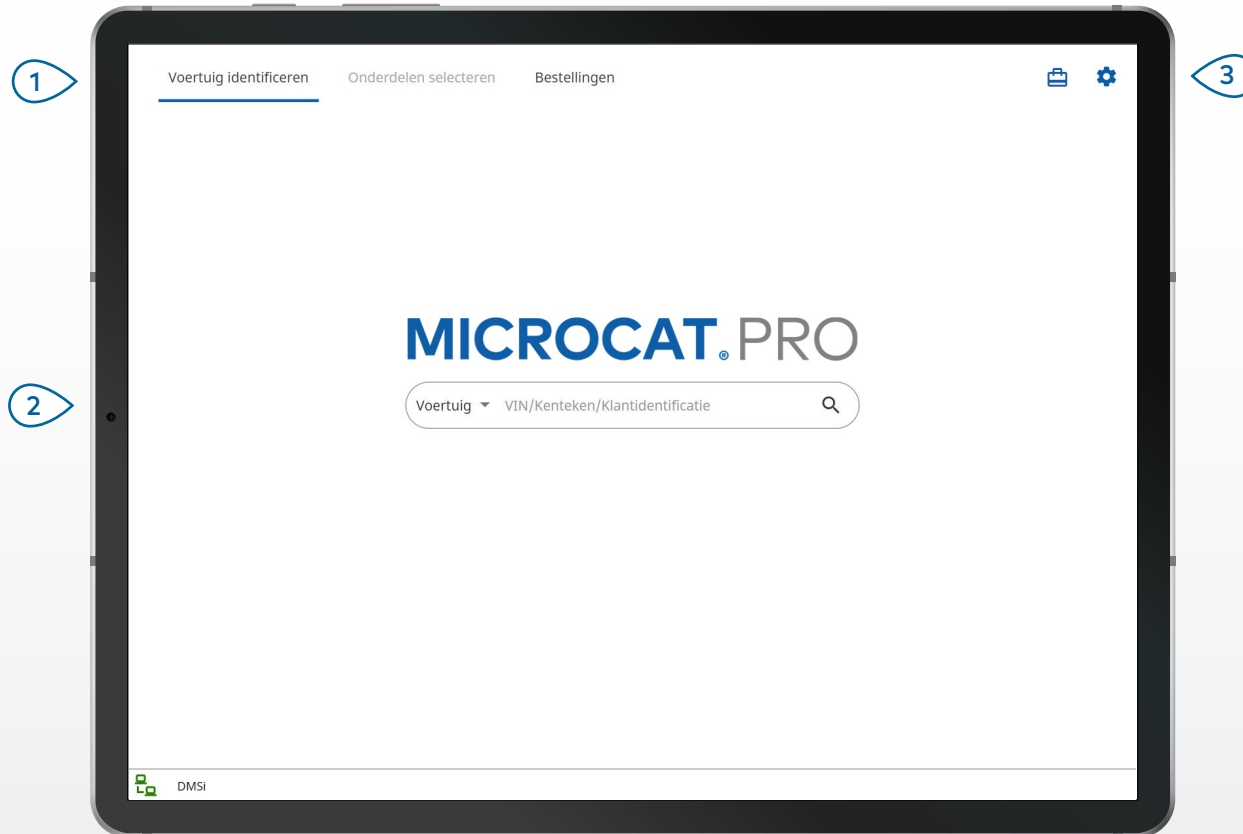 1
Voertuig identificeren Onderdelen selecteren Bestellingen
3
MICROCAT® PRO
2
Voertuig VIN/Kenteken/Klantidentificatie
DMSi